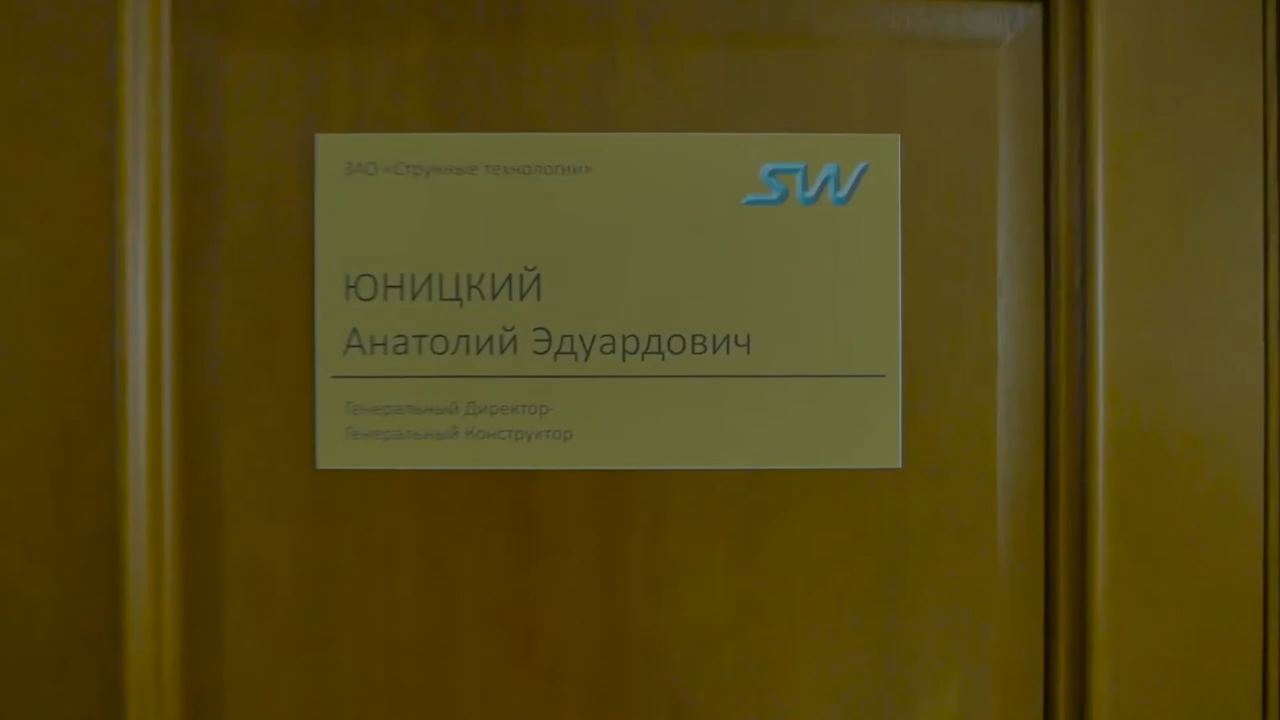 ЗАО «Струнные технологии»
SW
ЮНИЦКИЙ
Анатолий Эдуардович
Генеральный Директор-
Генеральный Конструктор